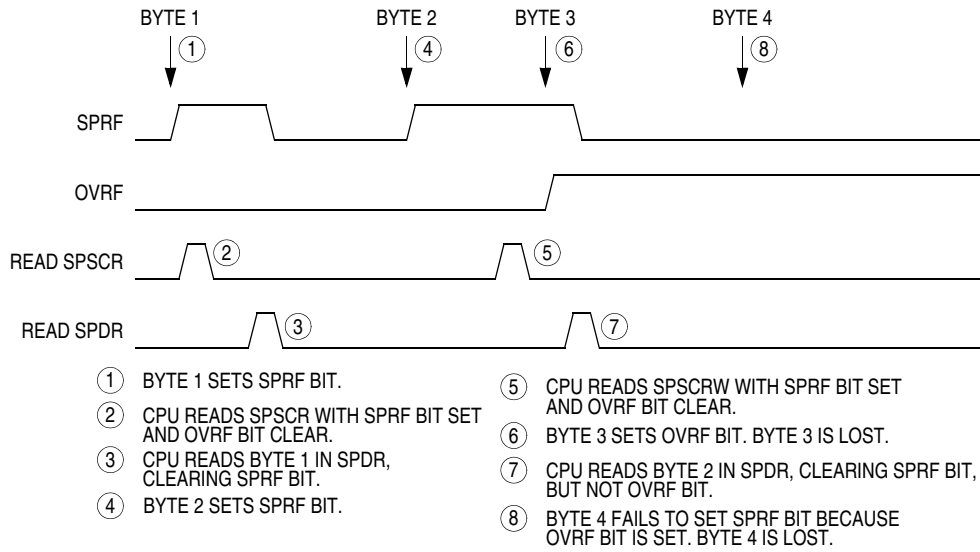 BYTE 1 BYTE 2 BYTE 3 BYTE 4
1 4 6 8
SPRF
OVRF
READ SPSCR 2 5
READ SPDR 3 7
1 BYTE 1 SETS SPRF BIT.
2 CPU READS SPSCR WITH SPRF BIT SET
AND OVRF BIT CLEAR.
3 CPU READS BYTE 1 IN SPDR,
CLEARING SPRF BIT.
4 BYTE 2 SETS SPRF BIT.
5 CPU READS SPSCRW WITH SPRF BIT SET
AND OVRF BIT CLEAR.
6 BYTE 3 SETS OVRF BIT. BYTE 3 IS LOST.
7 CPU READS BYTE 2 IN SPDR, CLEARING SPRF BIT,
BUT NOT OVRF BIT.
8 BYTE 4 FAILS TO SET SPRF BIT BECAUSE
OVRF BIT IS SET. BYTE 4 IS LOST.